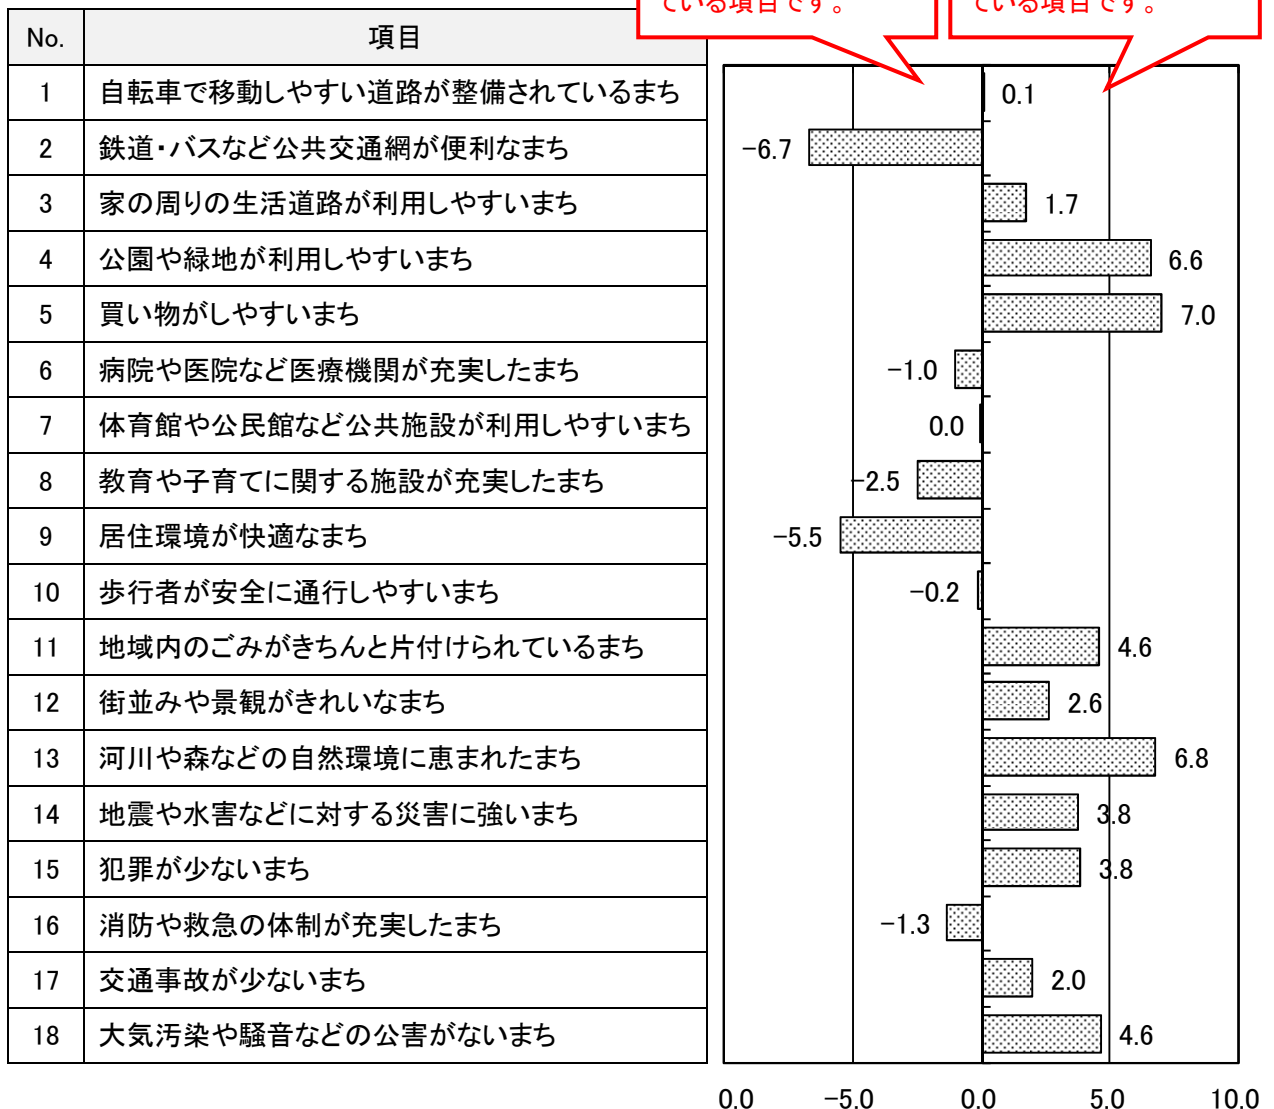 ている項目です。
ている項目です。
No. 項目
1 自転車で移動しやすい道路が整備されているまち 0.1
2 鉄道・バスなど公共交通網が便利なまち −6.7
3 家の周りの生活道路が利用しやすいまち 1.7
4 公園や緑地が利用しやすいまち 6.6
5 買い物がしやすいまち 7.0
6 病院や医院など医療機関が充実したまち −1.0
7 体育館や公民館など公共施設が利用しやすいまち 0.0
8 教育や子育てに関する施設が充実したまち −2.5
9 居住環境が快適なまち −5.5
10 歩行者が安全に通行しやすいまち −0.2
11 地域内のごみがきちんと片付けられているまち 4.6
12 街並みや景観がきれいなまち 2.6
13 河川や森などの自然環境に恵まれたまち 6.8
14 地震や水害などに対する災害に強いまち 3.8
15 犯罪が少ないまち 3.8
16 消防や救急の体制が充実したまち −1.3
17 交通事故が少ないまち 2.0
18 大気汚染や騒音などの公害がないまち 4.6
0.0 −5.0 0.0 5.0 10.0